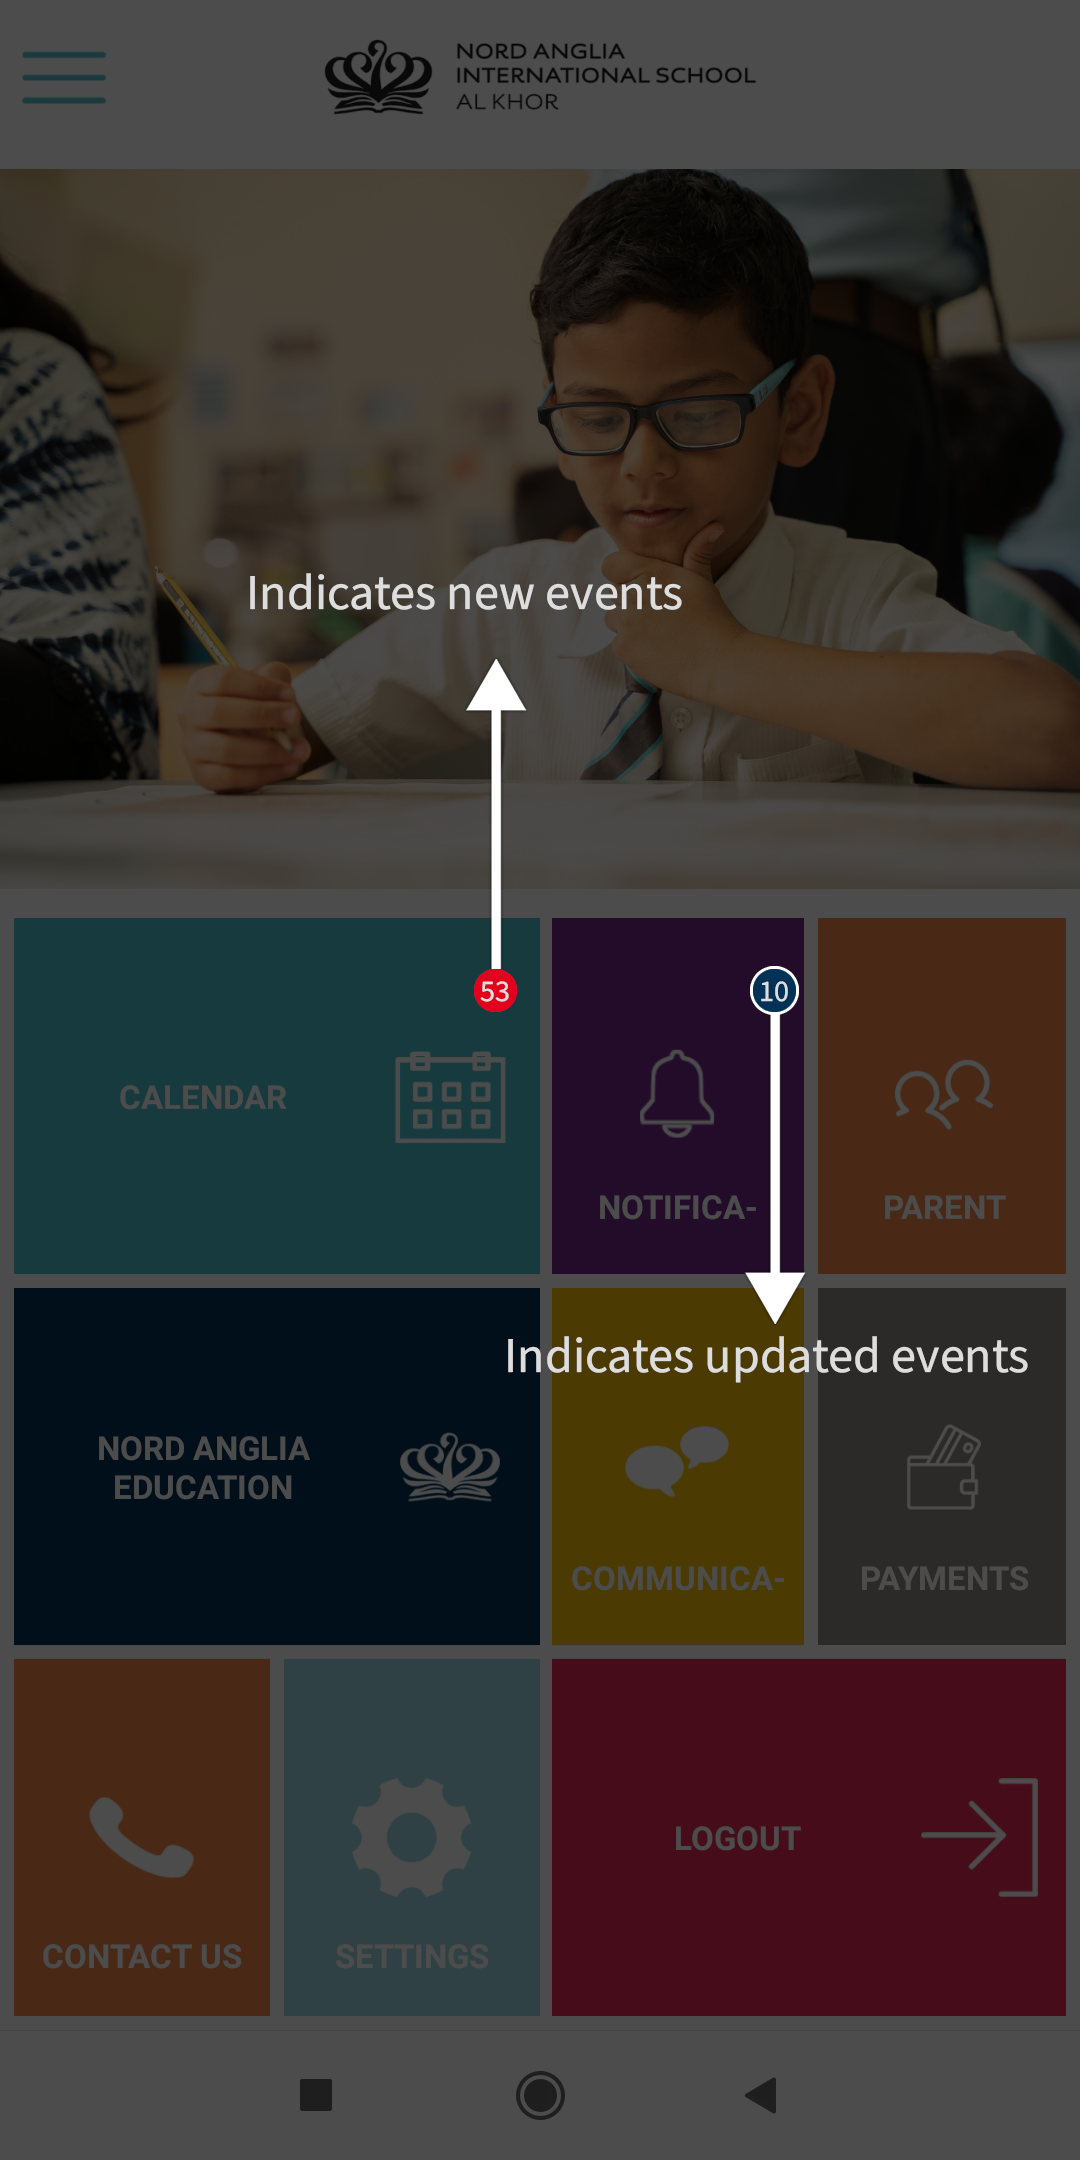 NORD ANGLIA
INTERNATIONAL SCHOOL
AL KHOR
Indicates new events
53
10
CALENDAR
NOTIFICA-
PARENT
Indicates updated events
NORD ANGLIA
EDUCATION
COMMUNICA-
PAYMENTS
CONTACT US
SETTINGS
LOGOUT